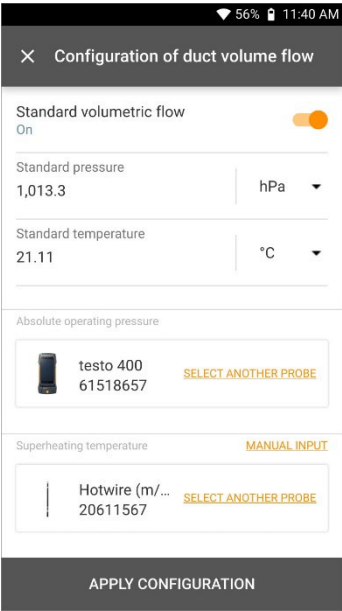 56% 11:40 AM
Configuration of duct volume flow
Standard volumetric flow
On
Standard pressure
1,013.3 hPa
Standard temperature
21.11 °C
Absolute operating pressure
testo 400
61518657
SELECT ANOTHER PROBE
Superheating temperature MANUAL INPUT
Hotwire (m/...
20611567
SELECT ANOTHER PROBE
APPLY CONFIGURATION